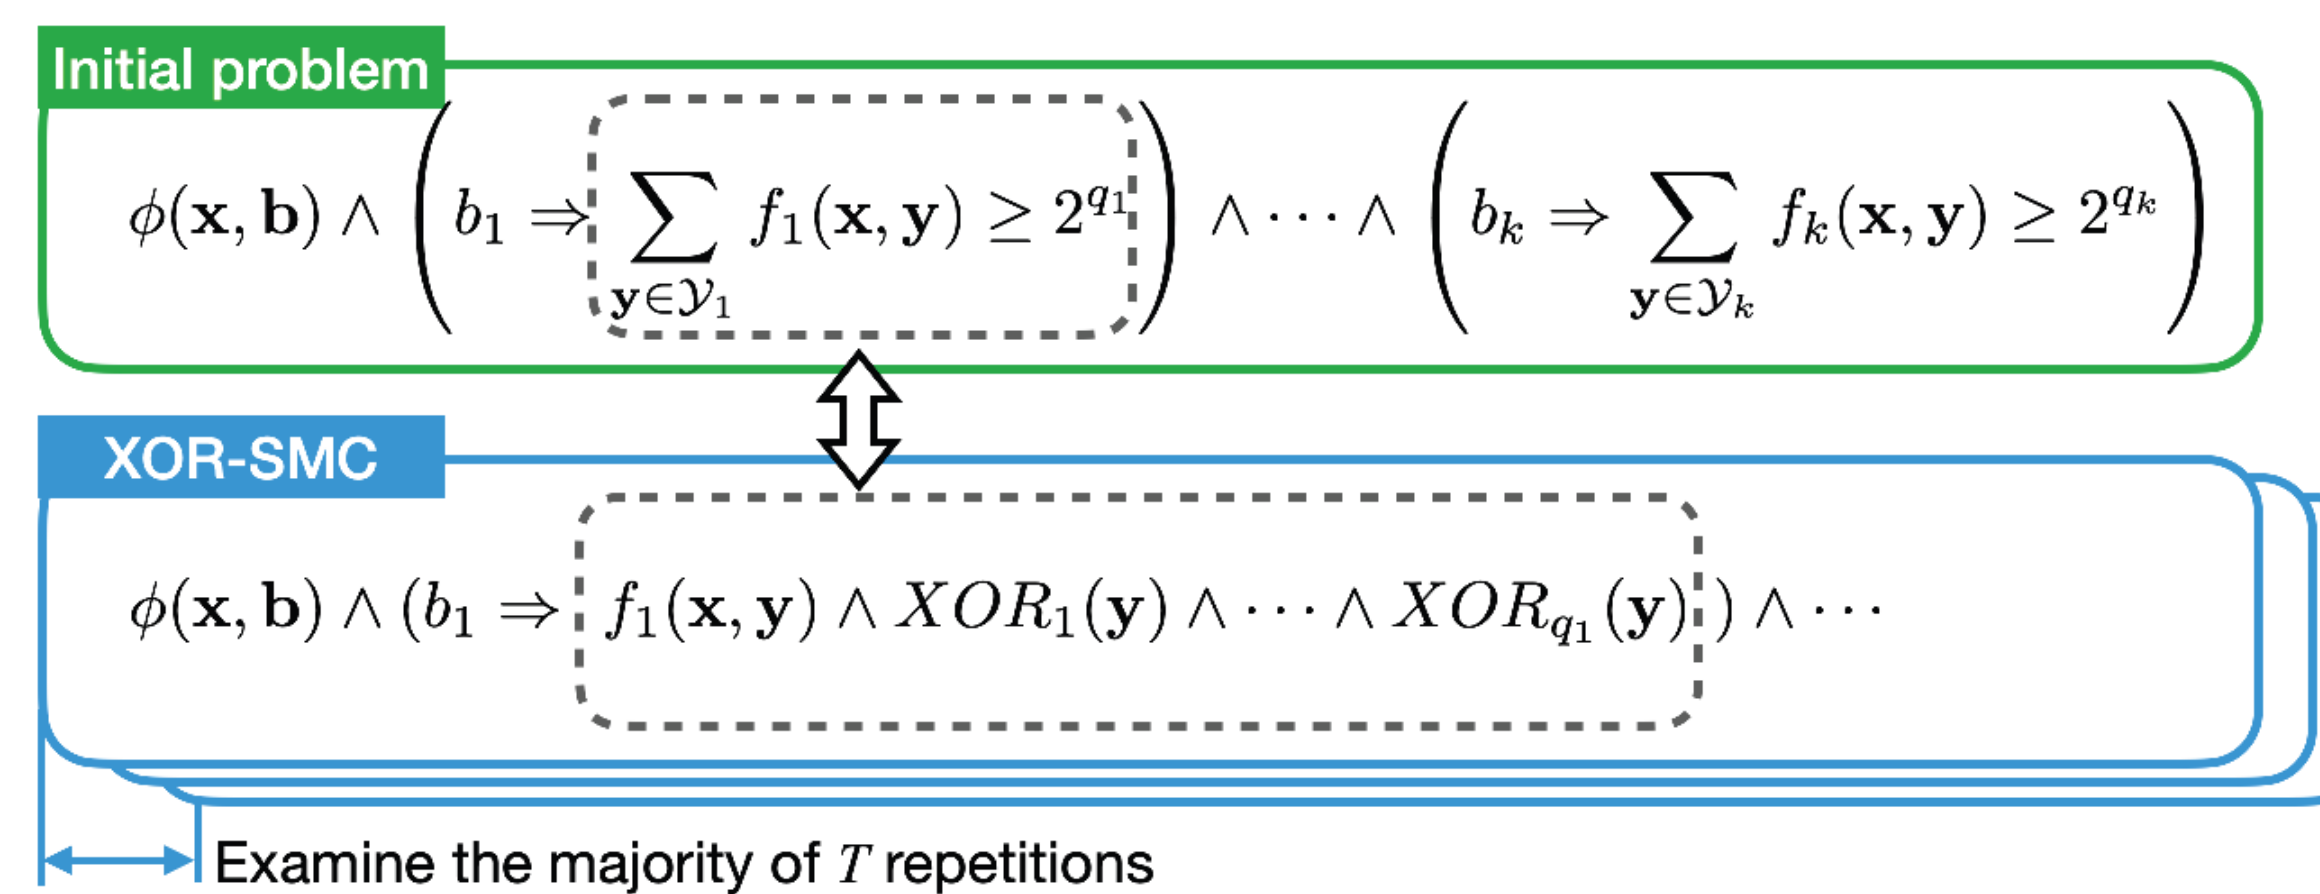 Initial problem
ϕ(𝐱, 𝐛) ∧ ( b₁ ⇒ ∑_{𝐲∈𝒴₁} f₁(𝐱, 𝐲) ≥ 2^{q₁} ) ∧ ··· ∧ ( b_k ⇒ ∑_{𝐲∈𝒴_k} f_k(𝐱, 𝐲) ≥ 2^{q_k} )
XOR-SMC
ϕ(𝐱, 𝐛) ∧ (b₁ ⇒ f₁(𝐱, 𝐲) ∧ XOR₁(𝐲) ∧ ··· ∧ XOR_{q₁}(𝐲) ) ∧ ···
Examine the majority of T repetitions